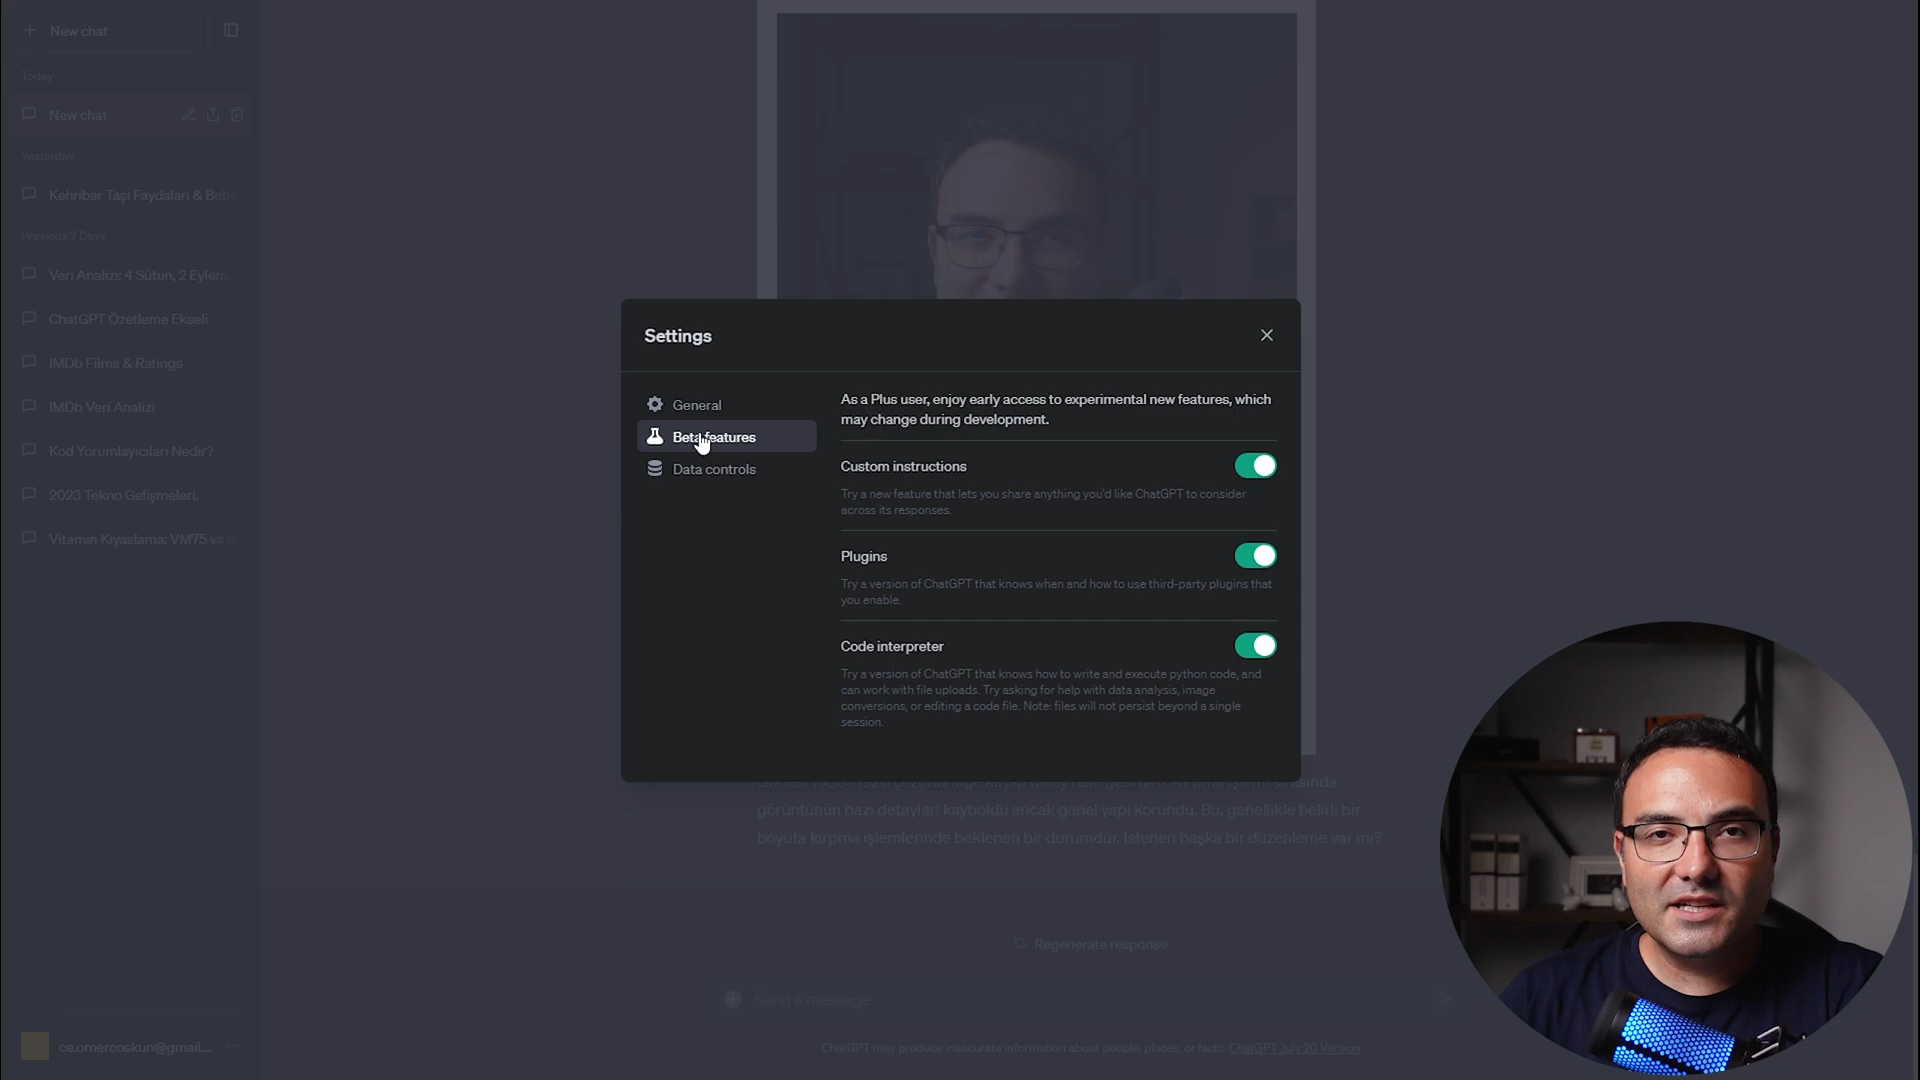 New chat
Today
New chat
Yesterday
Kehribar Taşı Faydaları & Beb
Previous 7 Days
Veri Analizi: 4 Sütun, 2 Eylem
ChatGPT Özetleme Ekseli
IMDb Films & Ratings
IMDb Veri Analizi
Kod Yorumlayıcıları Nedir?
2023 Tekno Gelişmeleri.
Vitamin Kıyaslama: VM75 vs
ce.omercoskun@gmail....
Settings
General
Beta features
Data controls
As a Plus user, enjoy early access to experimental new features, which
may change during development.
Custom instructions
Try a new feature that lets you share anything you'd like ChatGPT to consider
across its responses.
Plugins
Try a version of ChatGPT that knows when and how to use third-party plugins that
you enable.
Code interpreter
Try a version of ChatGPT that knows how to write and execute python code, and
can work with file uploads. Try asking for help with data analysis, image
conversions, or editing a code file. Note: files will not persist beyond a single
session.
görüntünün bazı detayları kayboldu ancak genel yapı korundu. Bu, genellikle belirli bir
boyuta kırpma işlemlerinde beklenen bir durumdur. İstenen başka bir düzenleme var mı?
Regenerate response
Send a message
ChatGPT may produce inaccurate information about people, places, or facts. ChatGPT July 20 Version